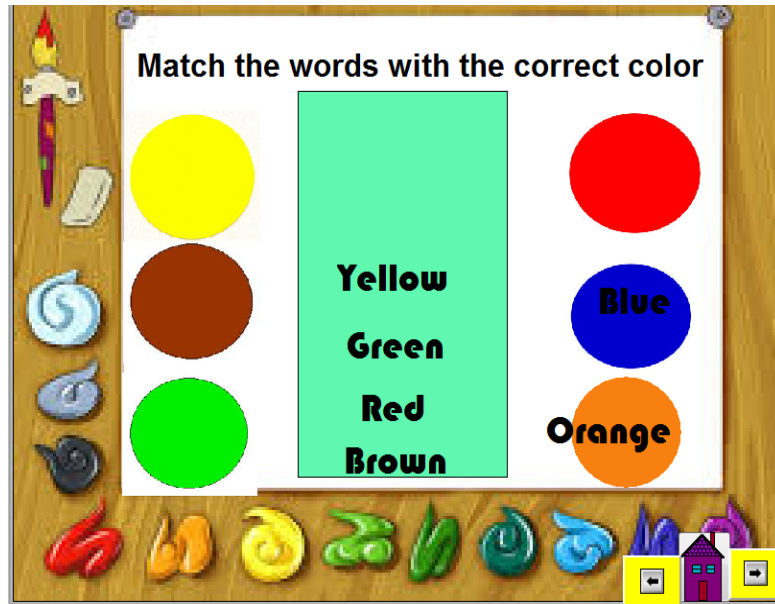 Match the words with the correct color
Yellow
Green
Red
Brown
Blue
Orange